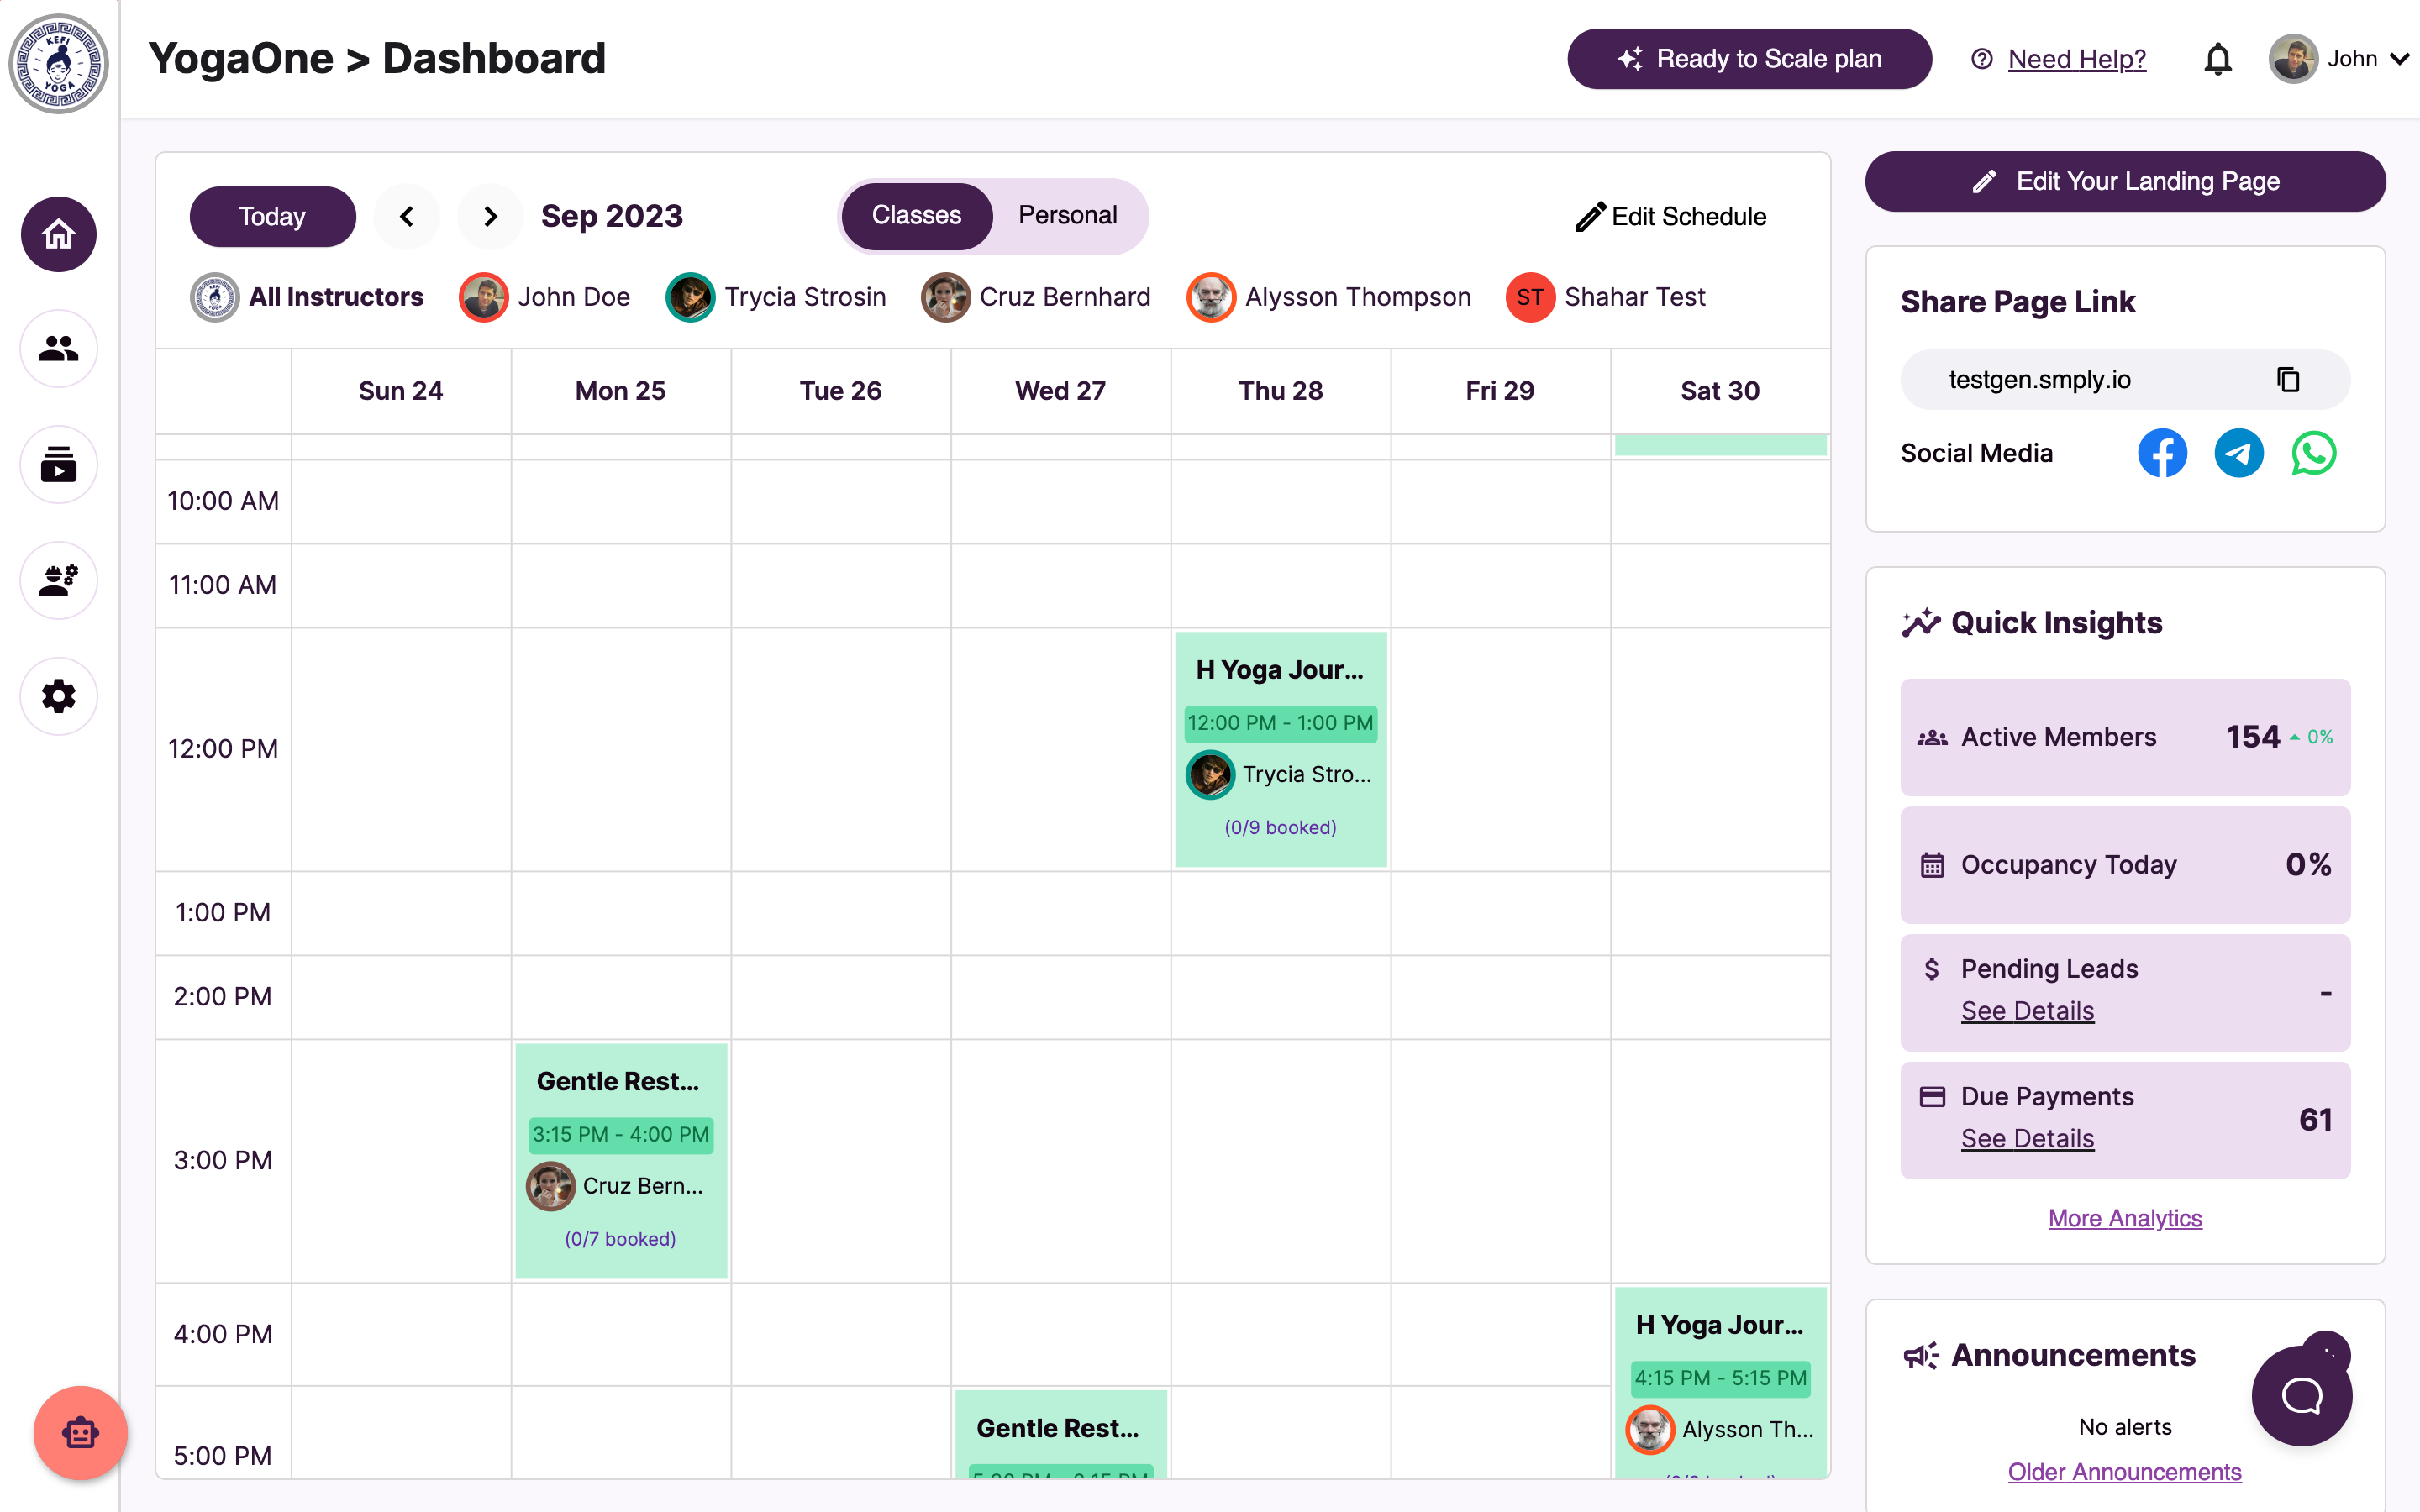 KEFI
YOGA
YogaOne > Dashboard
Ready to Scale plan
Need Help?
John
Today
Sep 2023
Classes
Personal
Edit Schedule
All Instructors
John Doe
Trycia Strosin
Cruz Bernhard
Alysson Thompson
ST
Shahar Test
Sun 24
Mon 25
Tue 26
Wed 27
Thu 28
Fri 29
Sat 30
10:00 AM
11:00 AM
12:00 PM
H Yoga Jour...
12:00 PM - 1:00 PM
Trycia Stro...
(0/9 booked)
1:00 PM
2:00 PM
3:00 PM
Gentle Rest...
3:15 PM - 4:00 PM
Cruz Bern...
(0/7 booked)
4:00 PM
H Yoga Jour...
4:15 PM - 5:15 PM
Alysson Th...
5:00 PM
Gentle Rest...
5:30 PM - 6:15 PM
Edit Your Landing Page
Share Page Link
testgen.smply.io
Social Media
Quick Insights
Active Members
154
0%
Occupancy Today
0%
Pending Leads
-
See Details
Due Payments
61
See Details
More Analytics
Announcements
No alerts
Older Announcements